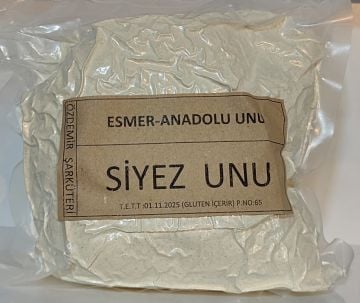 ÖZDEMİR ŞARKÜTERİ
ESMER-ANADOLU UNU
SİYEZ UNU
T.E.T.T :01.11.2025 (GLUTEN İÇERİR) P.NO:65